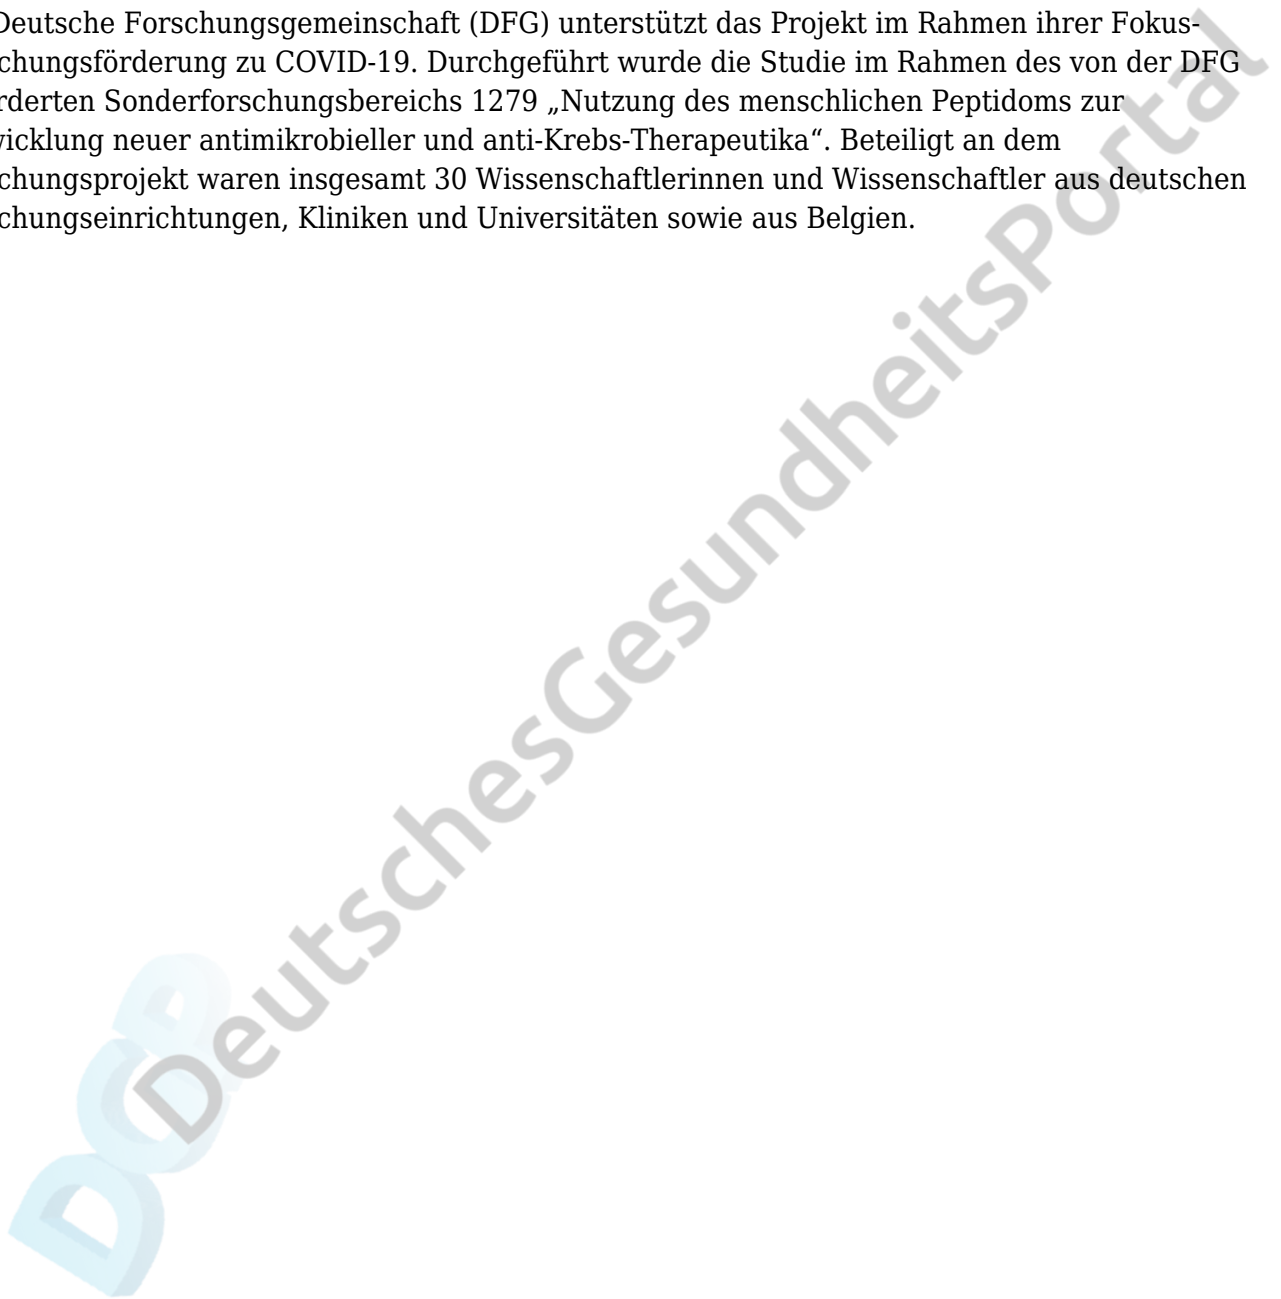 Deutsche Forschungsgemeinschaft (DFG) unterstützt das Projekt im Rahmen ihrer Fokus-
chungsförderung zu COVID-19. Durchgeführt wurde die Studie im Rahmen des von der DFG
rderten Sonderforschungsbereichs 1279 „Nutzung des menschlichen Peptidoms zur
wicklung neuer antimikrobieller und anti-Krebs-Therapeutika“. Beteiligt an dem
chungsprojekt waren insgesamt 30 Wissenschaftlerinnen und Wissenschaftler aus deutschen
chungseinrichtungen, Kliniken und Universitäten sowie aus Belgien.
DeutschesGesundheitsPortal
DGP